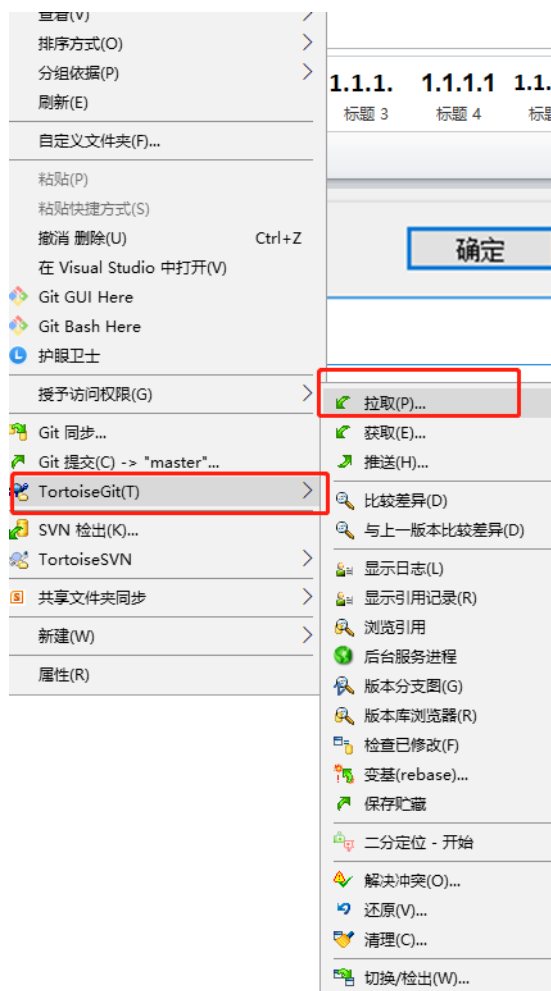 查看(V)
排序方式(O)
分组依据(P)
刷新(E)
自定义文件夹(F)...
粘贴(P)
粘贴快捷方式(S)
撤消 删除(U) Ctrl+Z
在 Visual Studio 中打开(V)
Git GUI Here
Git Bash Here
护眼卫士
授予访问权限(G)
Git 同步...
Git 提交(C) -> "master"...
TortoiseGit(T)
SVN 检出(K)...
TortoiseSVN
共享文件夹同步
新建(W)
属性(R)
1.1.1. 1.1.1.1 1.1.
标题 3 标题 4 标题
确定
拉取(P)...
获取(E)...
推送(H)...
比较差异(D)
与上一版本比较差异(D)
显示日志(L)
显示引用记录(R)
浏览引用
后台服务进程
版本分支图(G)
版本库浏览器(R)
检查已修改(F)
变基(rebase)...
保存贮藏
二分定位 - 开始
解决冲突(O)...
还原(V)...
清理(C)...
切换/检出(W)...